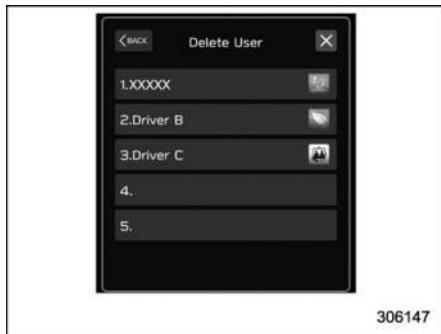 BACK Delete User X
1.XXXXX
2.Driver B
3.Driver C
4.
5.
306147